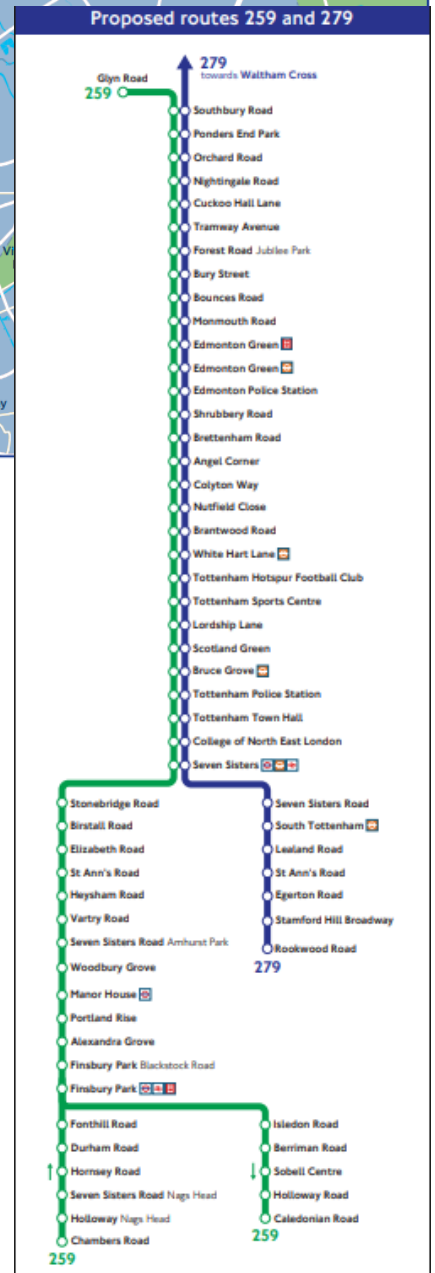 Proposed routes 259 and 279
279
towards Waltham Cross
Glyn Road
259
Southbury Road
Ponders End Park
Orchard Road
Nightingale Road
Cuckoo Hall Lane
Tramway Avenue
Forest Road Jubilee Park
Bury Street
Bounces Road
Monmouth Road
Edmonton Green
Edmonton Green
Edmonton Police Station
Shrubbery Road
Brettenham Road
Angel Corner
Colyton Way
Nutfield Close
Brantwood Road
White Hart Lane
Tottenham Hotspur Football Club
Tottenham Sports Centre
Lordship Lane
Scotland Green
Bruce Grove
Tottenham Police Station
Tottenham Town Hall
College of North East London
Seven Sisters
Stonebridge Road
Birstall Road
Elizabeth Road
St Ann's Road
Heysham Road
Vartry Road
Seven Sisters Road Amhurst Park
Woodbury Grove
Manor House
Portland Rise
Alexandra Grove
Finsbury Park Blackstock Road
Finsbury Park
Fonthill Road
Durham Road
Hornsey Road
Seven Sisters Road Nags Head
Holloway Nags Head
Chambers Road
259
Seven Sisters Road
South Tottenham
Lealand Road
St Ann's Road
Egerton Road
Stamford Hill Broadway
Rookwood Road
279
Isledon Road
Berriman Road
Sobell Centre
Holloway Road
Caledonian Road
259